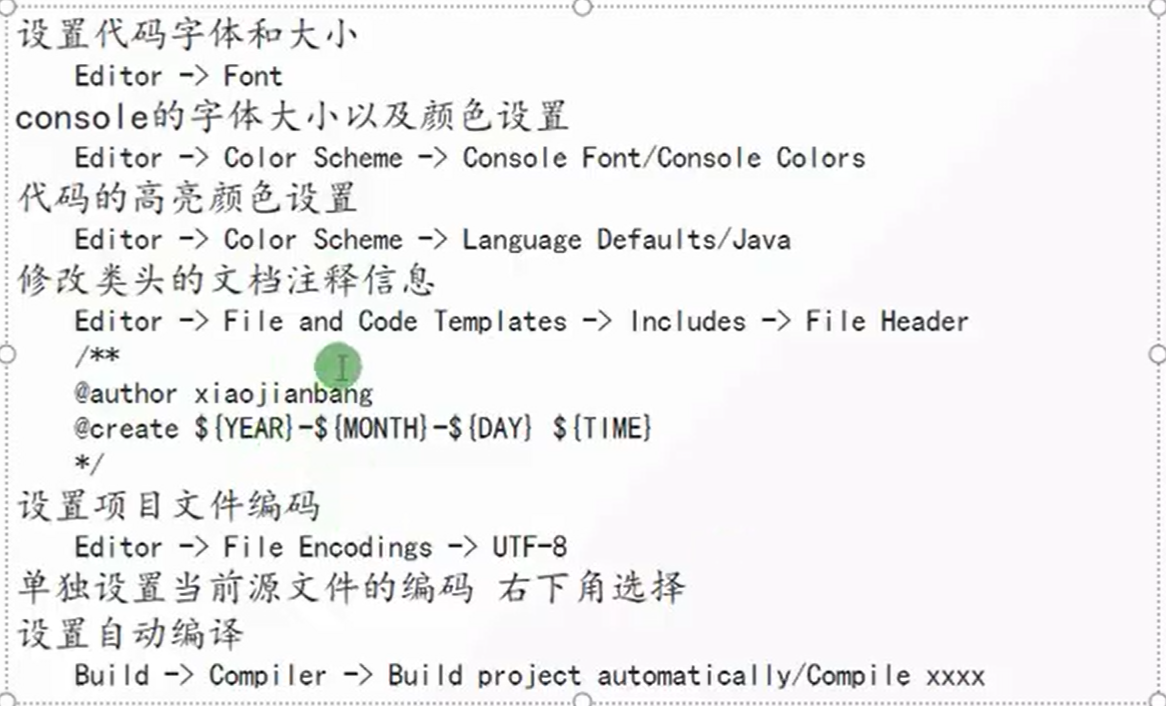 设置代码字体和大小
Editor -> Font
console的字体大小以及颜色设置
Editor -> Color Scheme -> Console Font/Console Colors
代码的高亮颜色设置
Editor -> Color Scheme -> Language Defaults/Java
修改类头的文档注释信息
Editor -> File and Code Templates -> Includes -> File Header
/**
@author xiaojianbang
@create ${YEAR}-${MONTH}-${DAY} ${TIME}
*/
设置项目文件编码
Editor -> File Encodings -> UTF-8
单独设置当前源文件的编码 右下角选择
设置自动编译
Build -> Compiler -> Build project automatically/Compile xxxx